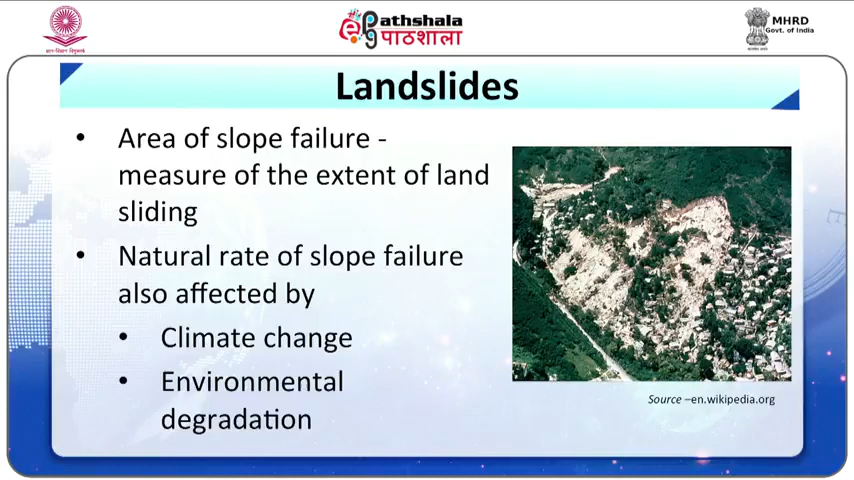 Pathshala
पाठशाला
MHRD
Govt. of India
Landslides
• Area of slope failure -
measure of the extent of land
sliding
• Natural rate of slope failure
also affected by
• Climate change
• Environmental
degradation
Source –en.wikipedia.org